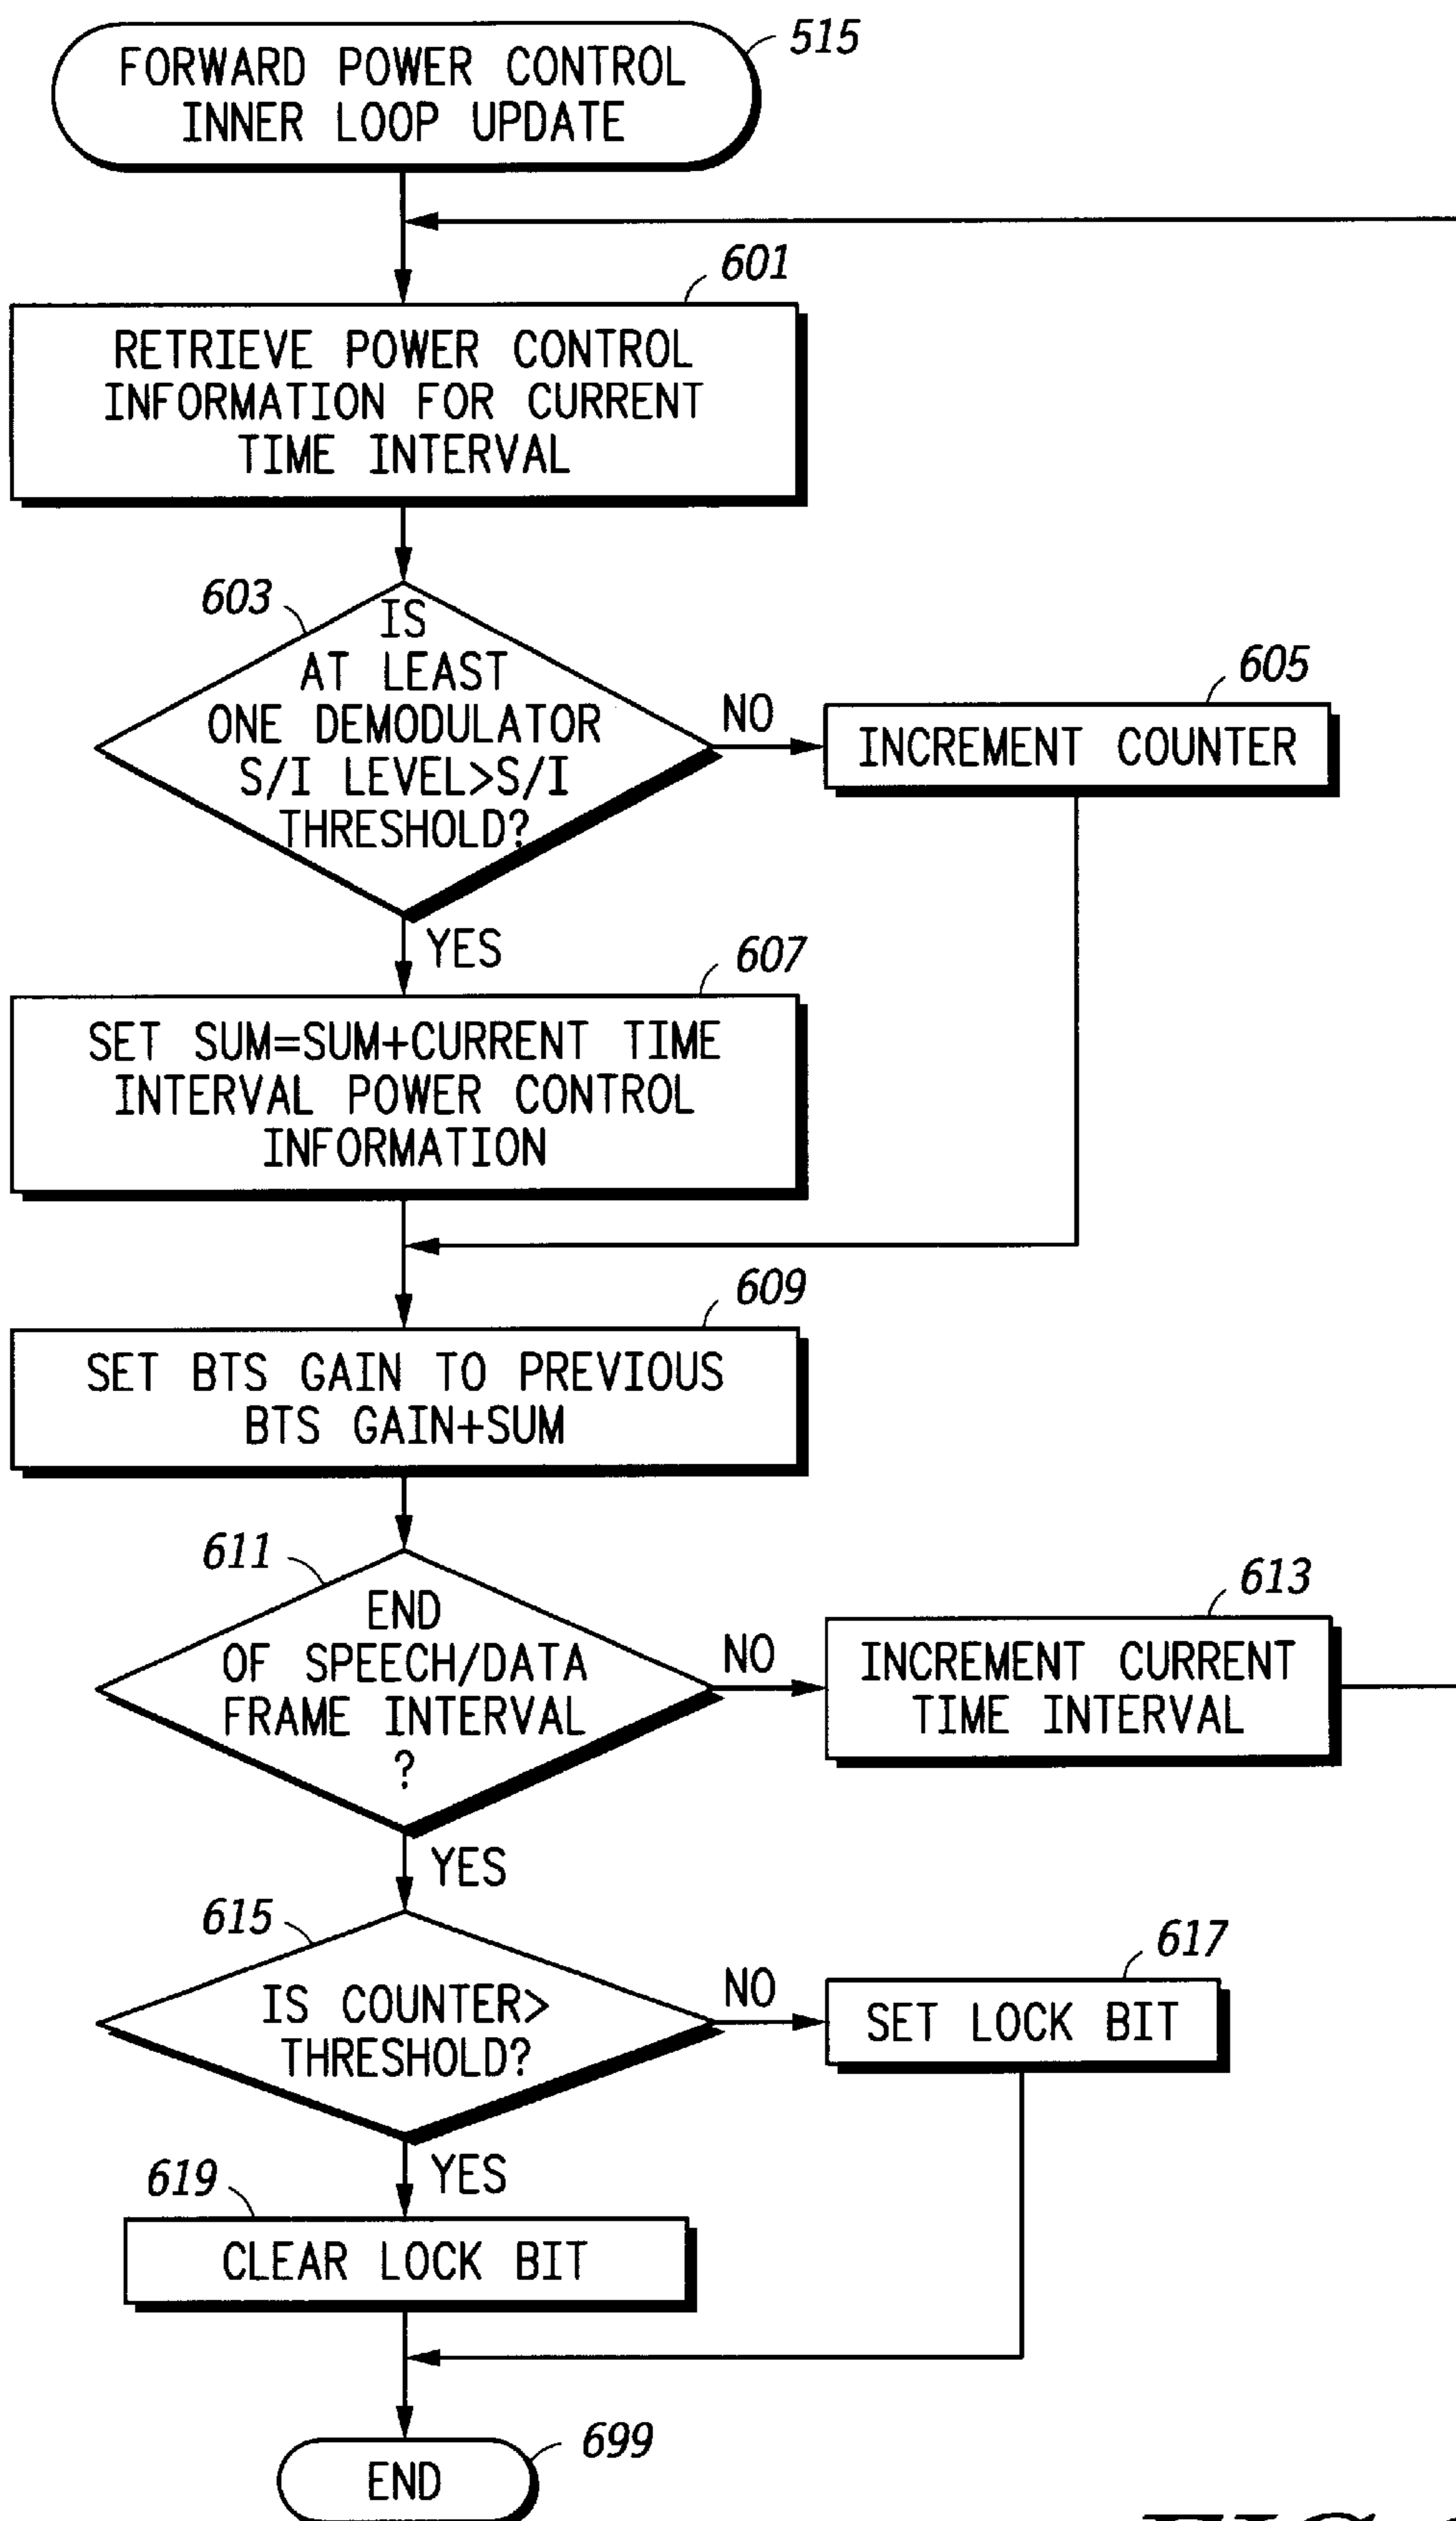 FORWARD POWER CONTROL
INNER LOOP UPDATE
515
601
RETRIEVE POWER CONTROL
INFORMATION FOR CURRENT
TIME INTERVAL
603
IS
AT LEAST
ONE DEMODULATOR
S/I LEVEL>S/I
THRESHOLD?
NO
605
INCREMENT COUNTER
YES
607
SET SUM=SUM+CURRENT TIME
INTERVAL POWER CONTROL
INFORMATION
609
SET BTS GAIN TO PREVIOUS
BTS GAIN+SUM
611
END
OF SPEECH/DATA
FRAME INTERVAL
?
NO
613
INCREMENT CURRENT
TIME INTERVAL
YES
615
IS COUNTER>
THRESHOLD?
NO
617
SET LOCK BIT
YES
619
CLEAR LOCK BIT
699
END